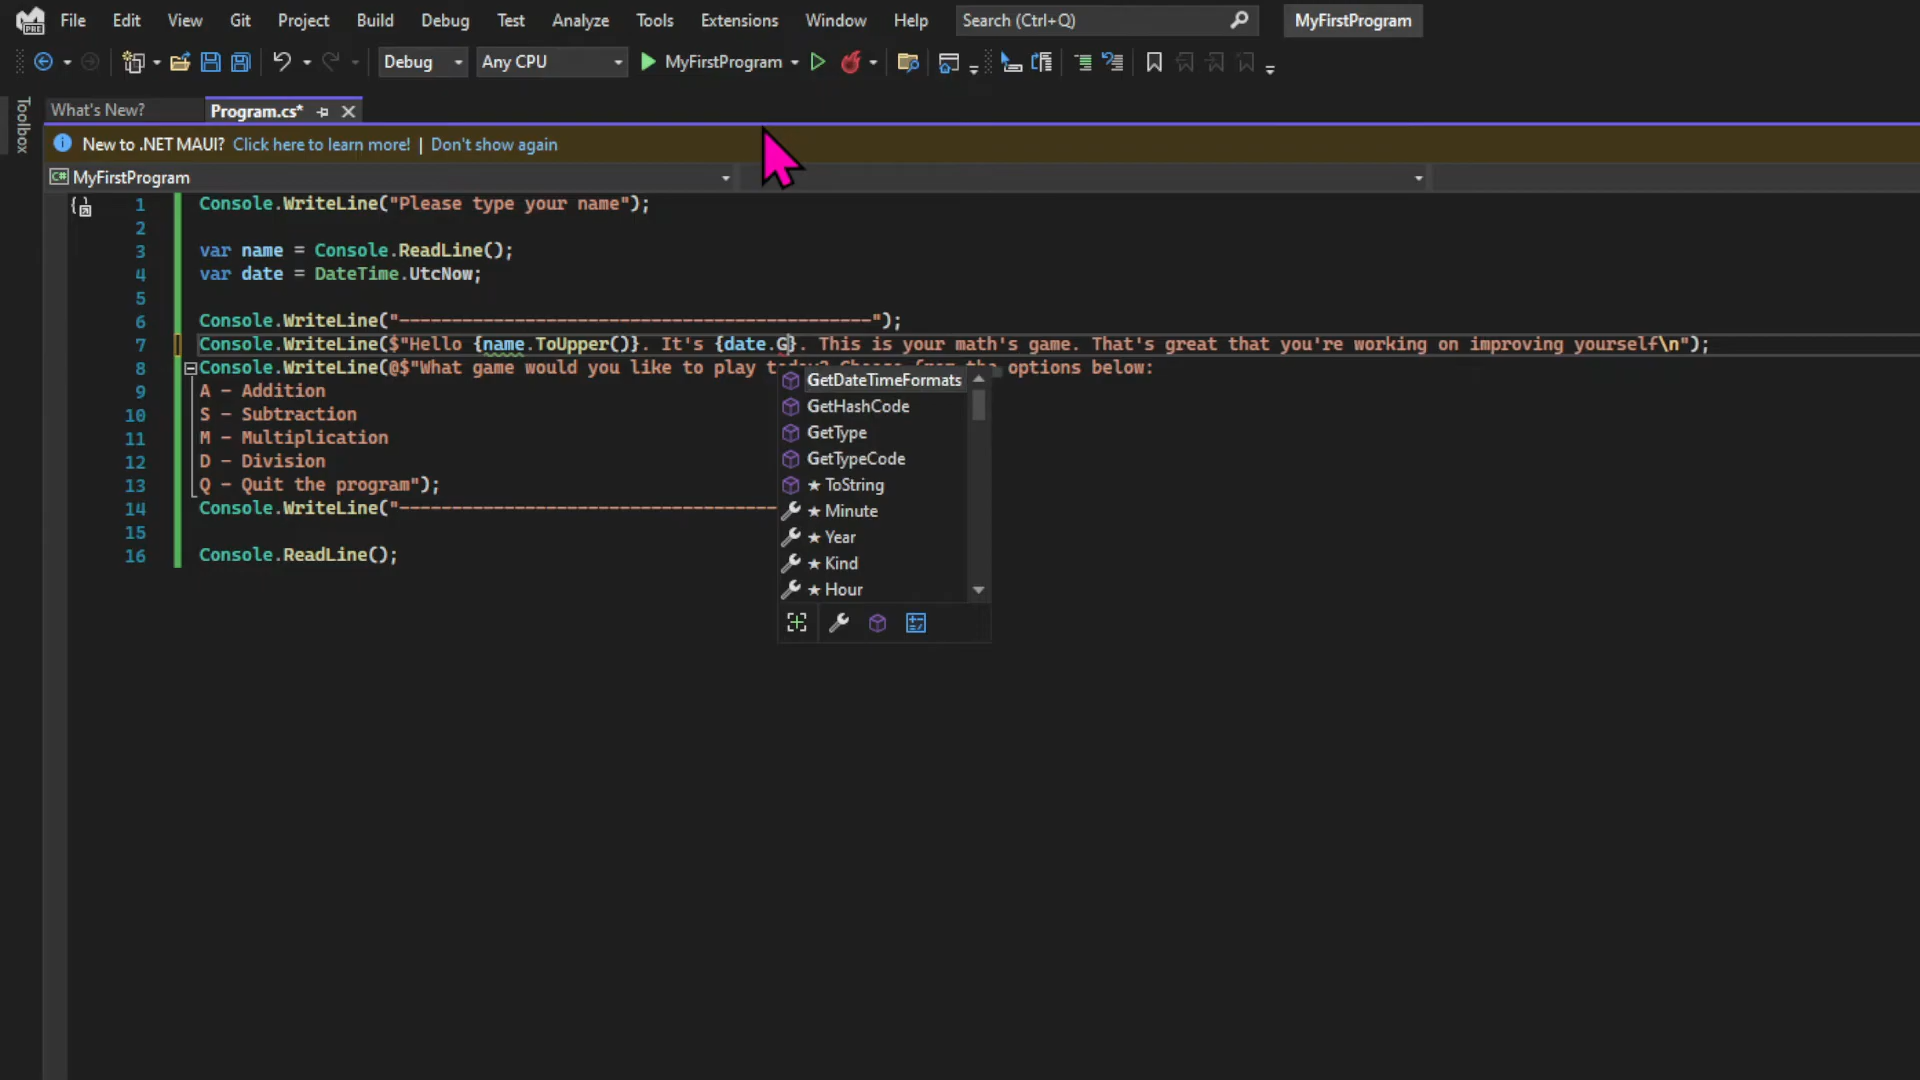 File Edit View Git Project Build Debug Test Analyze Tools Extensions Window Help Search (Ctrl+Q) MyFirstProgram
Debug Any CPU MyFirstProgram
Toolbox
What's New? Program.cs*
New to .NET MAUI? Click here to learn more! | Don't show again
C# MyFirstProgram
1 Console.WriteLine("Please type your name");
2
3 var name = Console.ReadLine();
4 var date = DateTime.UtcNow;
5
6 Console.WriteLine("---------------------------------------------");
7 Console.WriteLine($"Hello {name.ToUpper()}. It's {date.G}. This is your math's game. That's great that you're working on improving yourself\n");
8 Console.WriteLine(@$"What game would you like to play today? Choose from the options below:
9 A - Addition
10 S - Subtraction
11 M - Multiplication
12 D - Division
13 Q - Quit the program");
14 Console.WriteLine("------------------------------------
15
16 Console.ReadLine();
GetDateTimeFormats
GetHashCode
GetType
GetTypeCode
★ ToString
★ Minute
★ Year
★ Kind
★ Hour